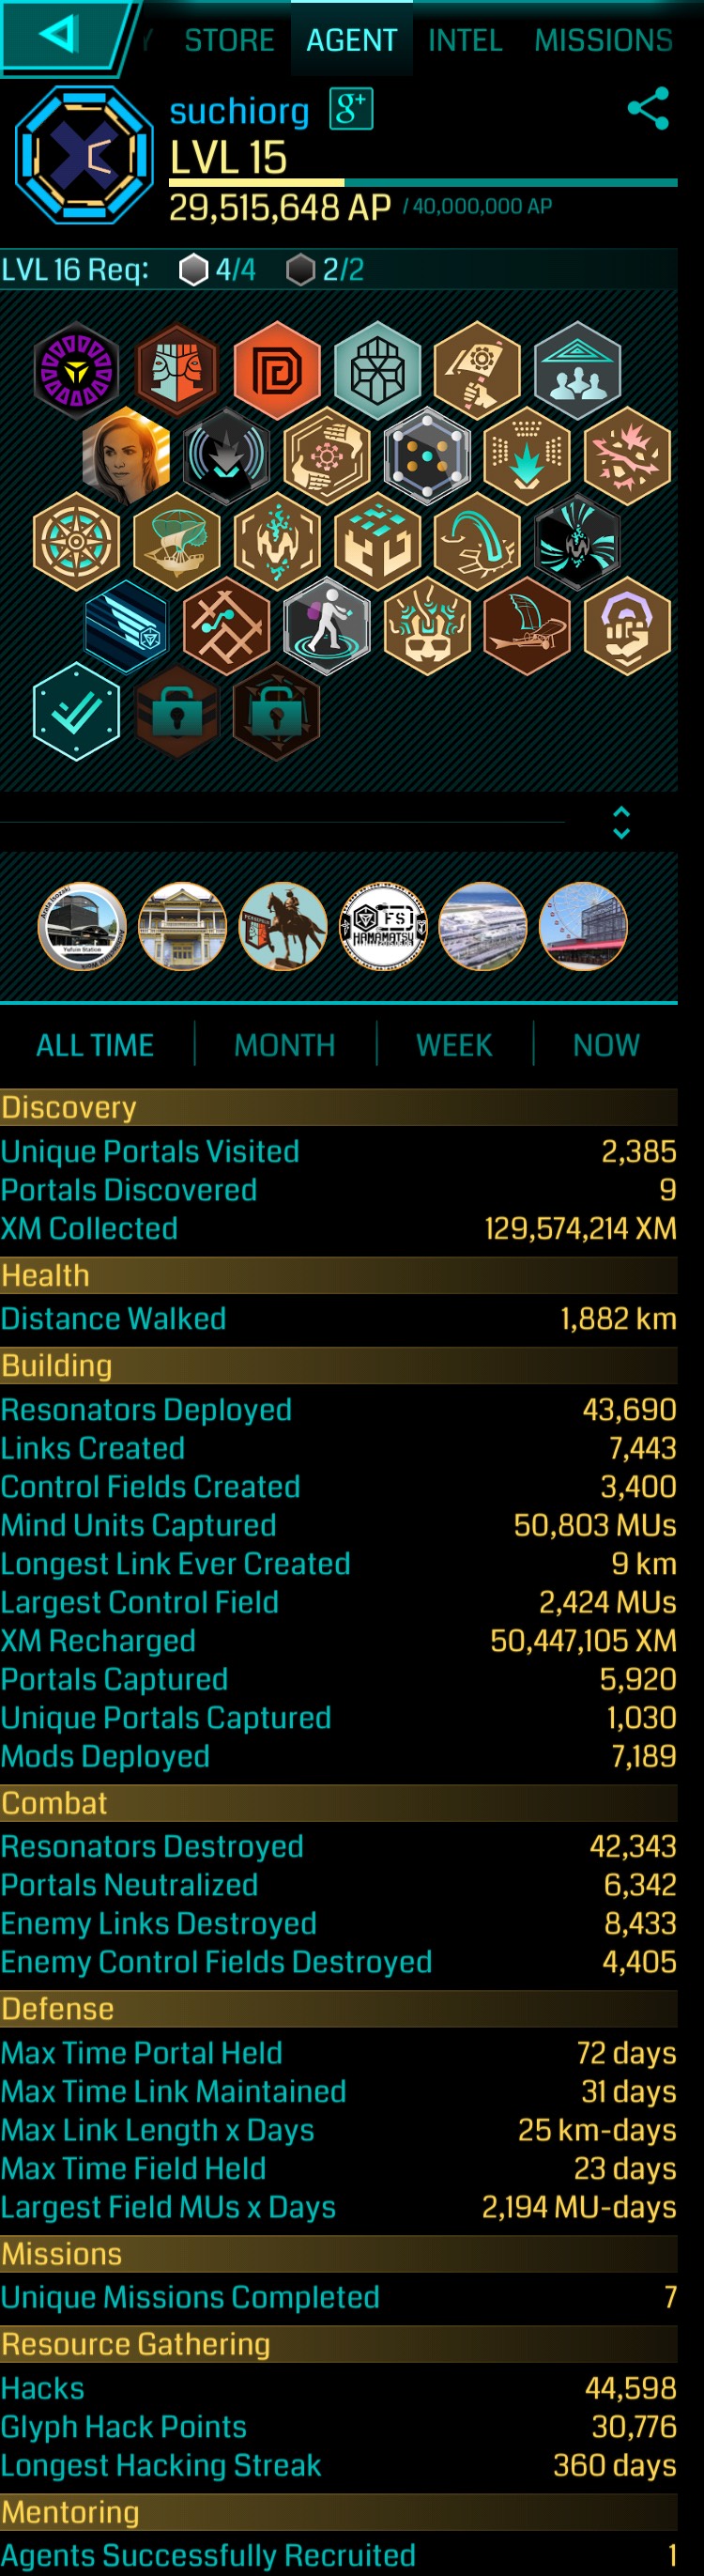 Y STORE AGENT INTEL MISSIONS
suchiorg g+
LVL 15
29,515,648 AP / 40,000,000 AP
LVL 16 Req: 4/4 2/2
Yufuin Station
PERSEPOLIS
FS
HAMAMATSU
ALL TIME MONTH WEEK NOW
Discovery
Unique Portals Visited 2,385
Portals Discovered 9
XM Collected 129,574,214 XM
Health
Distance Walked 1,882 km
Building
Resonators Deployed 43,690
Links Created 7,443
Control Fields Created 3,400
Mind Units Captured 50,803 MUs
Longest Link Ever Created 9 km
Largest Control Field 2,424 MUs
XM Recharged 50,447,105 XM
Portals Captured 5,920
Unique Portals Captured 1,030
Mods Deployed 7,189
Combat
Resonators Destroyed 42,343
Portals Neutralized 6,342
Enemy Links Destroyed 8,433
Enemy Control Fields Destroyed 4,405
Defense
Max Time Portal Held 72 days
Max Time Link Maintained 31 days
Max Link Length x Days 25 km-days
Max Time Field Held 23 days
Largest Field MUs x Days 2,194 MU-days
Missions
Unique Missions Completed 7
Resource Gathering
Hacks 44,598
Glyph Hack Points 30,776
Longest Hacking Streak 360 days
Mentoring
Agents Successfully Recruited 1